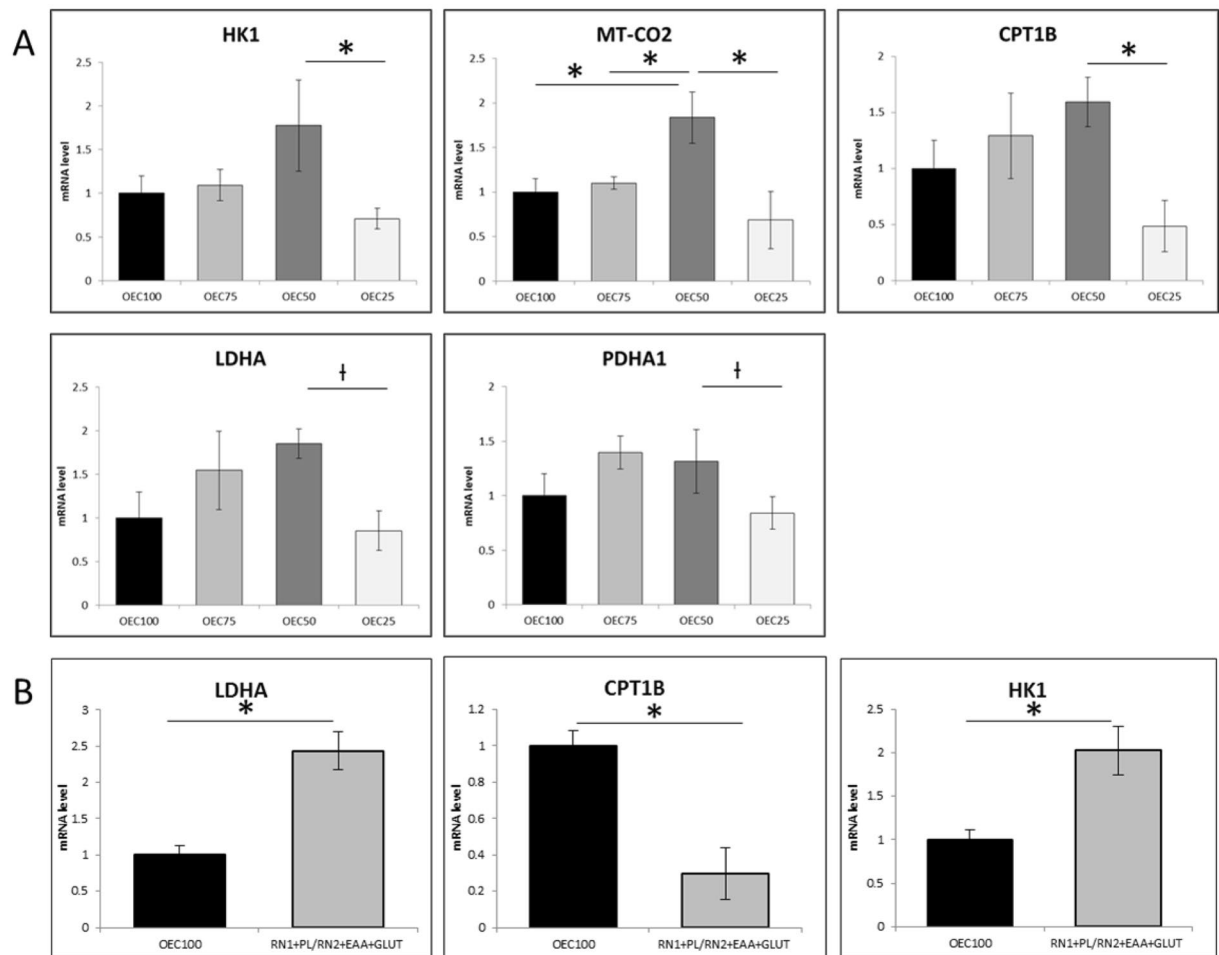 A
HK1
*
mRNA level
2.5
2
1.5
1
0.5
0
OEC100 OEC75 OEC50 OEC25
MT-CO2
* * *
mRNA level
2.5
2
1.5
1
0.5
0
OEC100 OEC75 OEC50 OEC25
CPT1B
*
mRNA level
2
1.5
1
0.5
0
OEC100 OEC75 OEC50 OEC25
LDHA
ƚ
mRNA level
2.5
2
1.5
1
0.5
0
OEC100 OEC75 OEC50 OEC25
PDHA1
ƚ
mRNA level
2
1.5
1
0.5
0
OEC100 OEC75 OEC50 OEC25
B
LDHA
*
mRNA level
3
2.5
2
1.5
1
0.5
0
OEC100 RN1+PL/RN2+EAA+GLUT
CPT1B
*
mRNA level
1.2
1
0.8
0.6
0.4
0.2
0
OEC100 RN1+PL/RN2+EAA+GLUT
HK1
*
mRNA level
2.5
2
1.5
1
0.5
0
OEC100 RN1+PL/RN2+EAA+GLUT